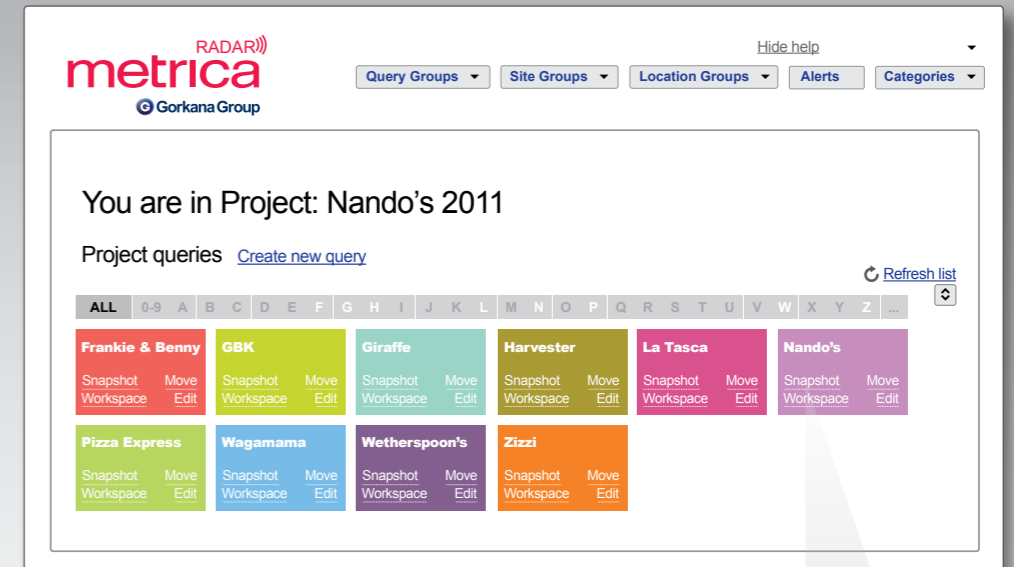 RADAR
metrica
Gorkana Group
Hide help
Query Groups Site Groups Location Groups Alerts Categories
You are in Project: Nando's 2011
Project queries Create new query
Refresh list
ALL 0-9 A B C D E F G H I J K L M N O P Q R S T U V W X Y Z ...
Frankie & Benny GBK Giraffe Harvester La Tasca Nando's
Snapshot Move Snapshot Move Snapshot Move Snapshot Move Snapshot Move Snapshot Move
Workspace Edit Workspace Edit Workspace Edit Workspace Edit Workspace Edit Workspace Edit
Pizza Express Wagamama Wetherspoon's Zizzi
Snapshot Move Snapshot Move Snapshot Move Snapshot Move
Workspace Edit Workspace Edit Workspace Edit Workspace Edit